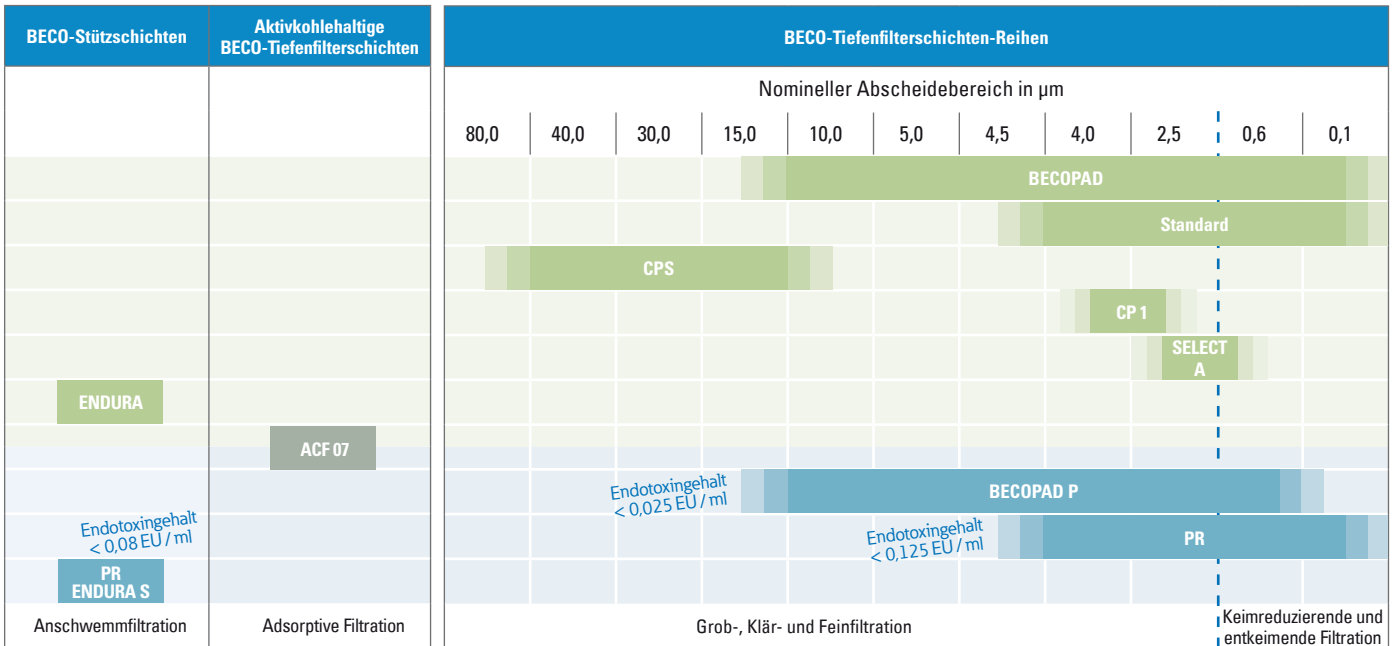 BECO-Stützschichten
Aktivkohlehaltige
BECO-Tiefenfilterschichten
BECO-Tiefenfilterschichten-Reihen
Nomineller Abscheidebereich in µm
80,0 40,0 30,0 15,0 10,0 5,0 4,5 4,0 2,5 0,6 0,1
BECOPAD
Standard
CPS
CP 1
SELECT
A
ENDURA
ACF 07
Endotoxingehalt
< 0,025 EU / ml
BECOPAD P
Endotoxingehalt
< 0,08 EU / ml
Endotoxingehalt
< 0,125 EU / ml
PR
PR
ENDURA S
Anschwemmfiltration
Adsorptive Filtration
Grob-, Klär- und Feinfiltration
Keimreduzierende und
entkeimende Filtration